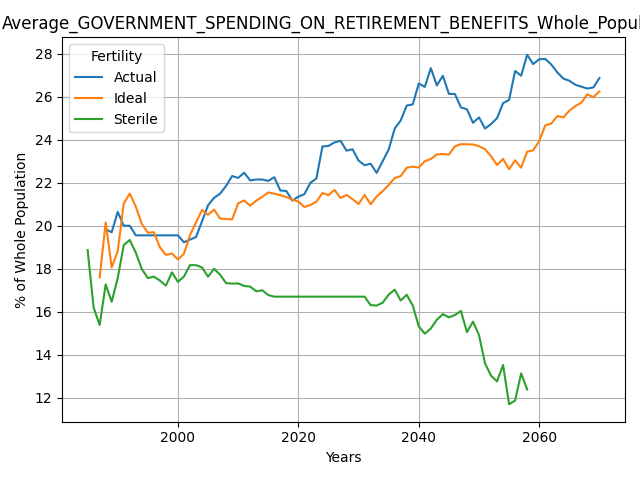 Average_GOVERNMENT_SPENDING_ON_RETIREMENT_BENEFITS_Whole_Popul
Fertility
Actual
Ideal
Sterile
% of Whole Population
28
26
24
22
20
18
16
14
12
2000
2020
2040
2060
Years